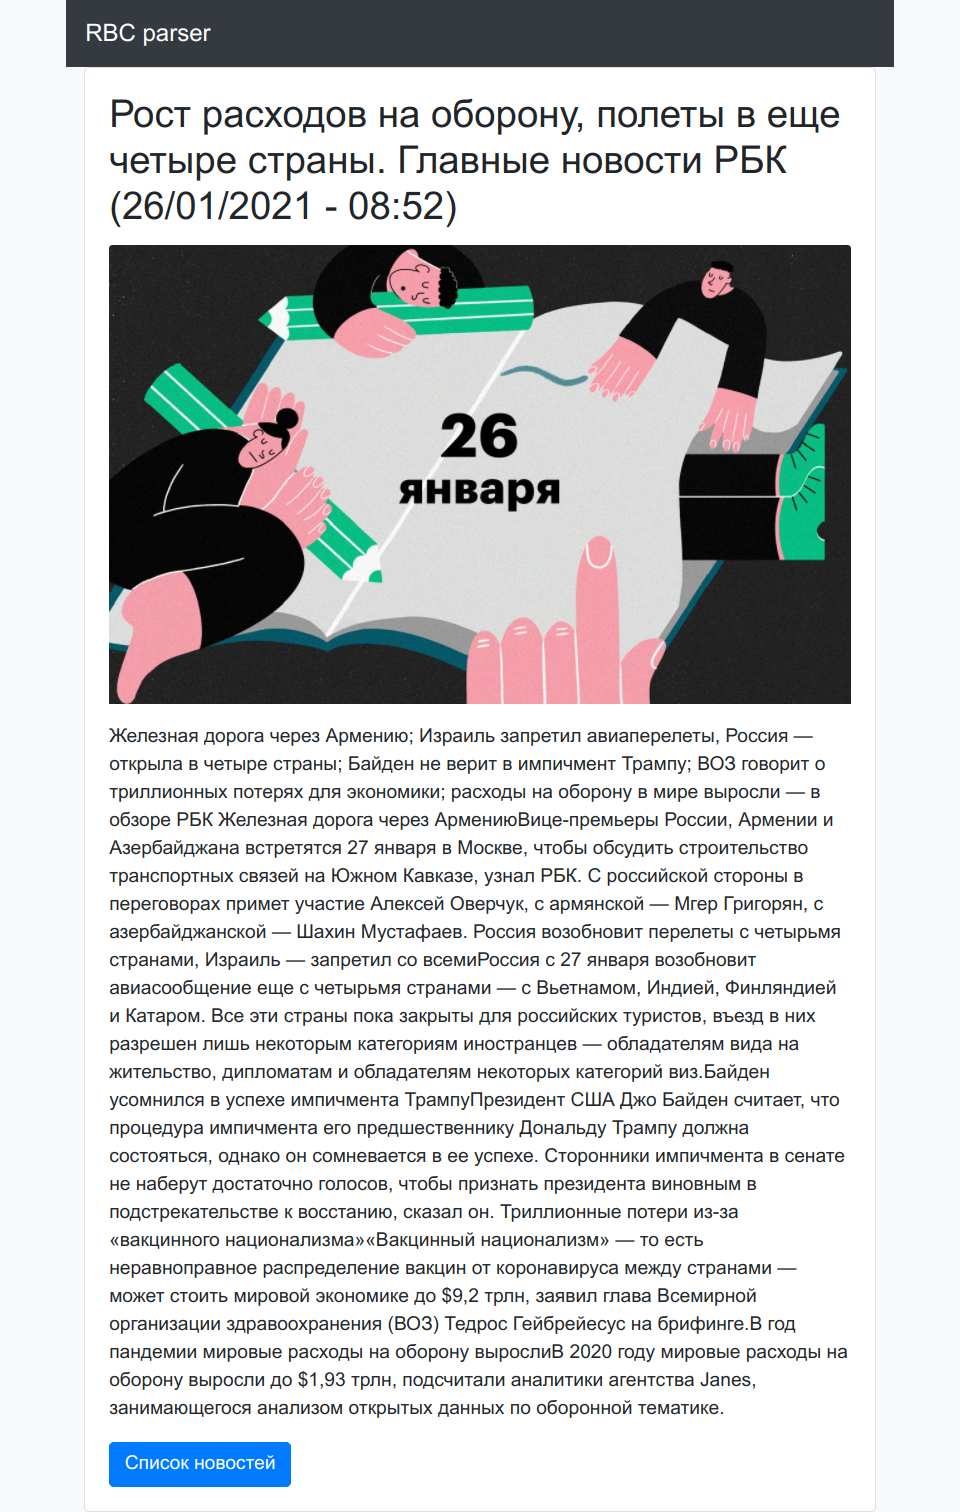 RBC parser
Рост расходов на оборону, полеты в еще
четыре страны. Главные новости РБК
(26/01/2021 - 08:52)
26
января
Железная дорога через Армению; Израиль запретил авиаперелеты, Россия —
открыла в четыре страны; Байден не верит в импичмент Трампу; ВОЗ говорит о
триллионных потерях для экономики; расходы на оборону в мире выросли — в
обзоре РБК Железная дорога через АрмениюВице-премьеры России, Армении и
Азербайджана встретятся 27 января в Москве, чтобы обсудить строительство
транспортных связей на Южном Кавказе, узнал РБК. С российской стороны в
переговорах примет участие Алексей Оверчук, с армянской — Мгер Григорян, с
азербайджанской — Шахин Мустафаев. Россия возобновит перелеты с четырьмя
странами, Израиль — запретил со всемиРоссия с 27 января возобновит
авиасообщение еще с четырьмя странами — с Вьетнамом, Индией, Финляндией
и Катаром. Все эти страны пока закрыты для российских туристов, въезд в них
разрешен лишь некоторым категориям иностранцев — обладателям вида на
жительство, дипломатам и обладателям некоторых категорий виз.Байден
усомнился в успехе импичмента ТрампуПрезидент США Джо Байден считает, что
процедура импичмента его предшественнику Дональду Трампу должна
состояться, однако он сомневается в ее успехе. Сторонники импичмента в сенате
не наберут достаточно голосов, чтобы признать президента виновным в
подстрекательстве к восстанию, сказал он. Триллионные потери из-за
«вакцинного национализма»«Вакцинный национализм» — то есть
неравноправное распределение вакцин от коронавируса между странами —
может стоить мировой экономике до $9,2 трлн, заявил глава Всемирной
организации здравоохранения (ВОЗ) Тедрос Гейбрейесус на брифинге.В год
пандемии мировые расходы на оборону вырослиВ 2020 году мировые расходы на
оборону выросли до $1,93 трлн, подсчитали аналитики агентства Janes,
занимающегося анализом открытых данных по оборонной тематике.
Список новостей